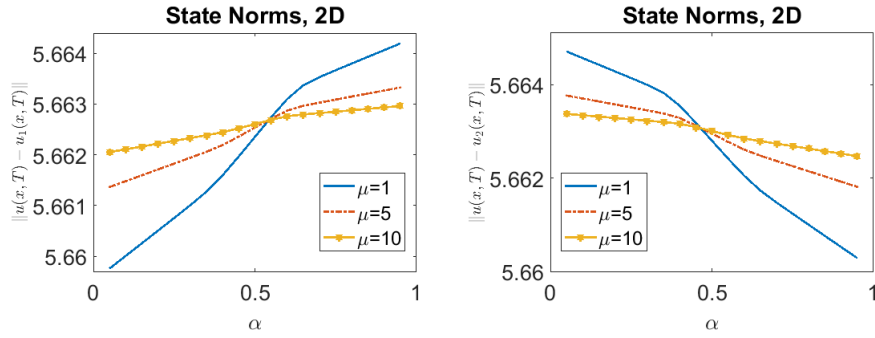 State Norms, 2D
‖u(x,T) − u₁(x,T)‖
5.664
5.663
5.662
5.661
5.66
μ=1
μ=5
μ=10
0
0.5
1
α
State Norms, 2D
‖u(x,T) − u₂(x,T)‖
5.664
5.662
5.66
μ=1
μ=5
μ=10
0
0.5
1
α